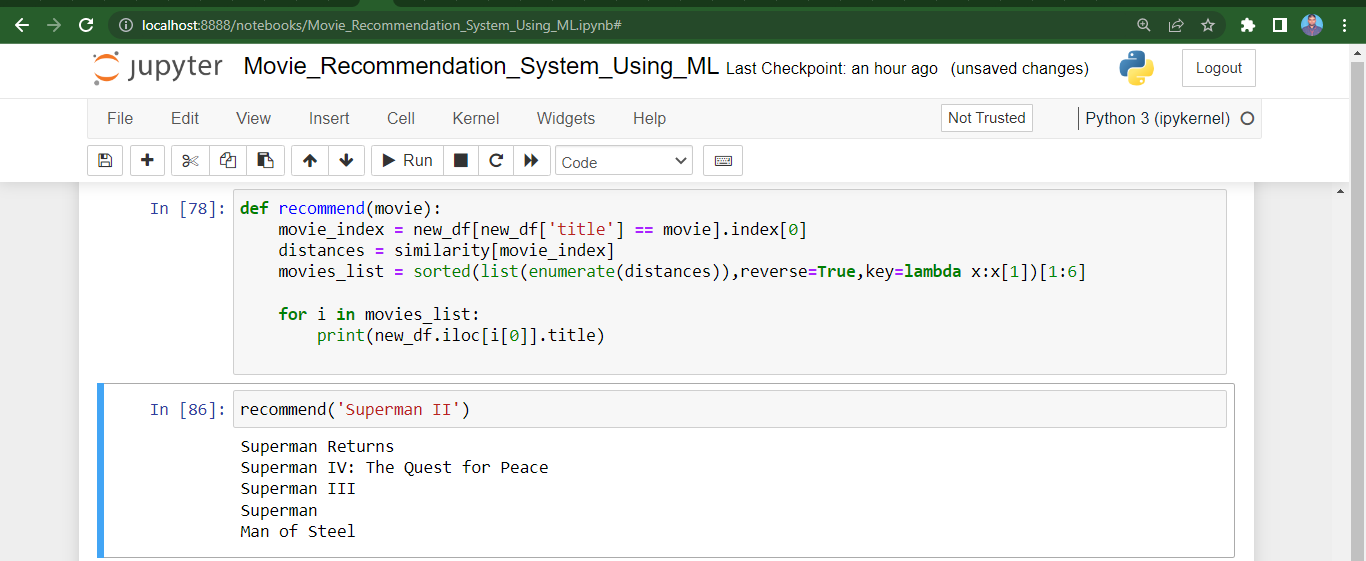 localhost:8888/notebooks/Movie_Recommendation_System_Using_ML.ipynb#
jupyter Movie_Recommendation_System_Using_ML Last Checkpoint: an hour ago (unsaved changes) Logout
File Edit View Insert Cell Kernel Widgets Help Not Trusted Python 3 (ipykernel)
Run Code
In [78]: def recommend(movie):
movie_index = new_df[new_df['title'] == movie].index[0]
distances = similarity[movie_index]
movies_list = sorted(list(enumerate(distances)),reverse=True,key=lambda x:x[1])[1:6]
for i in movies_list:
print(new_df.iloc[i[0]].title)
In [86]: recommend('Superman II')
Superman Returns
Superman IV: The Quest for Peace
Superman III
Superman
Man of Steel